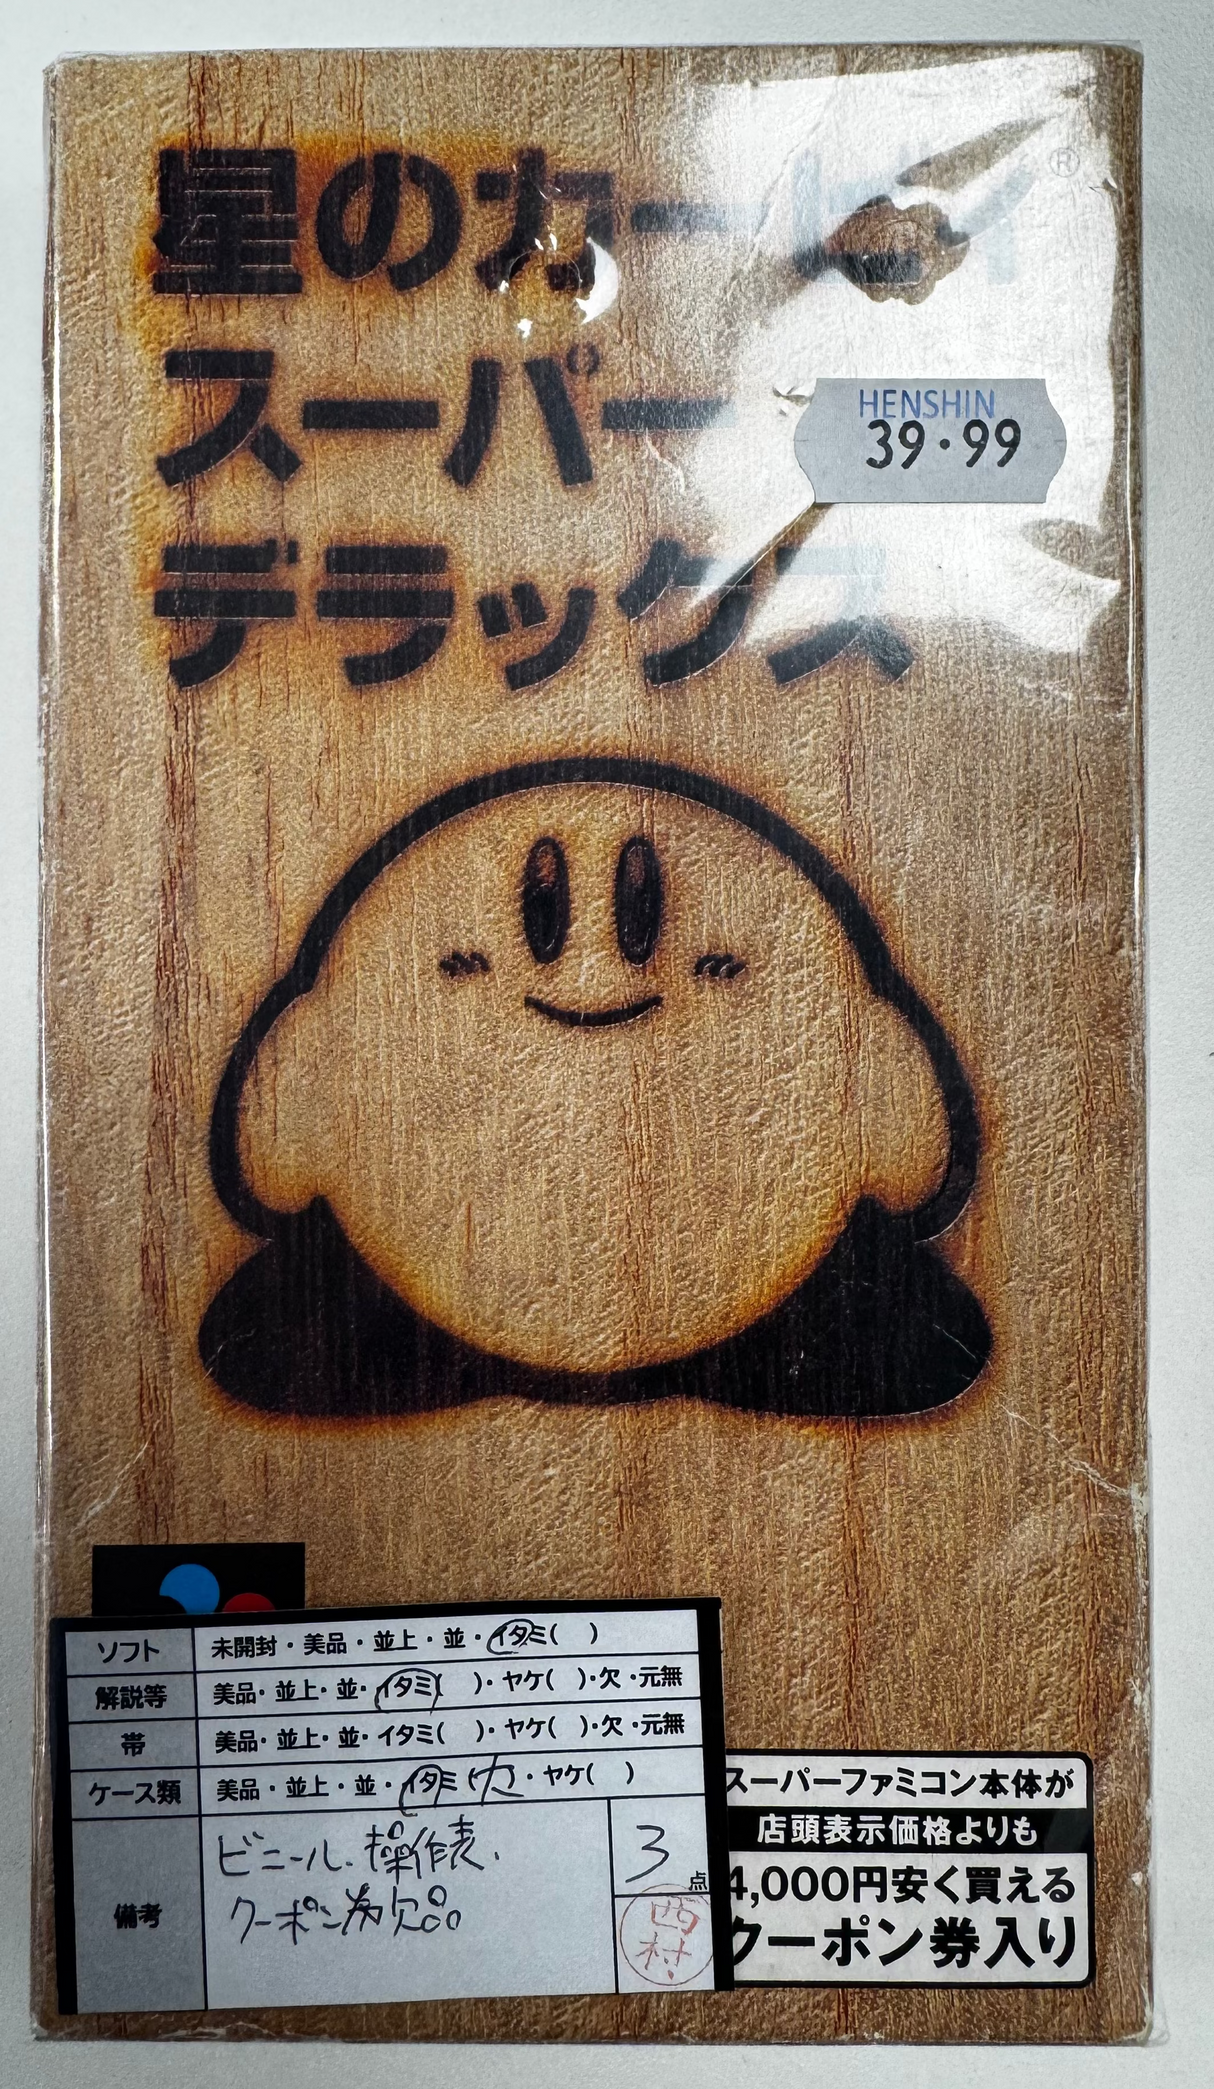 星のカービィ®
スーパー
デラックス
HENSHIN
39.99
ソフト 未開封・美品・並上・並・イタミ( )
解説等 美品・並上・並・イタミ( )・ヤケ( )・欠・元無
帯 美品・並上・並・イタミ( )・ヤケ( )・欠・元無
ケース類 美品・並上・並・イタミ(大)・ヤケ( )
備考 ビニール、操作表、
クーポン券欠品
3点
西村
スーパーファミコン本体が
店頭表示価格よりも
4,000円安く買える
クーポン券入り